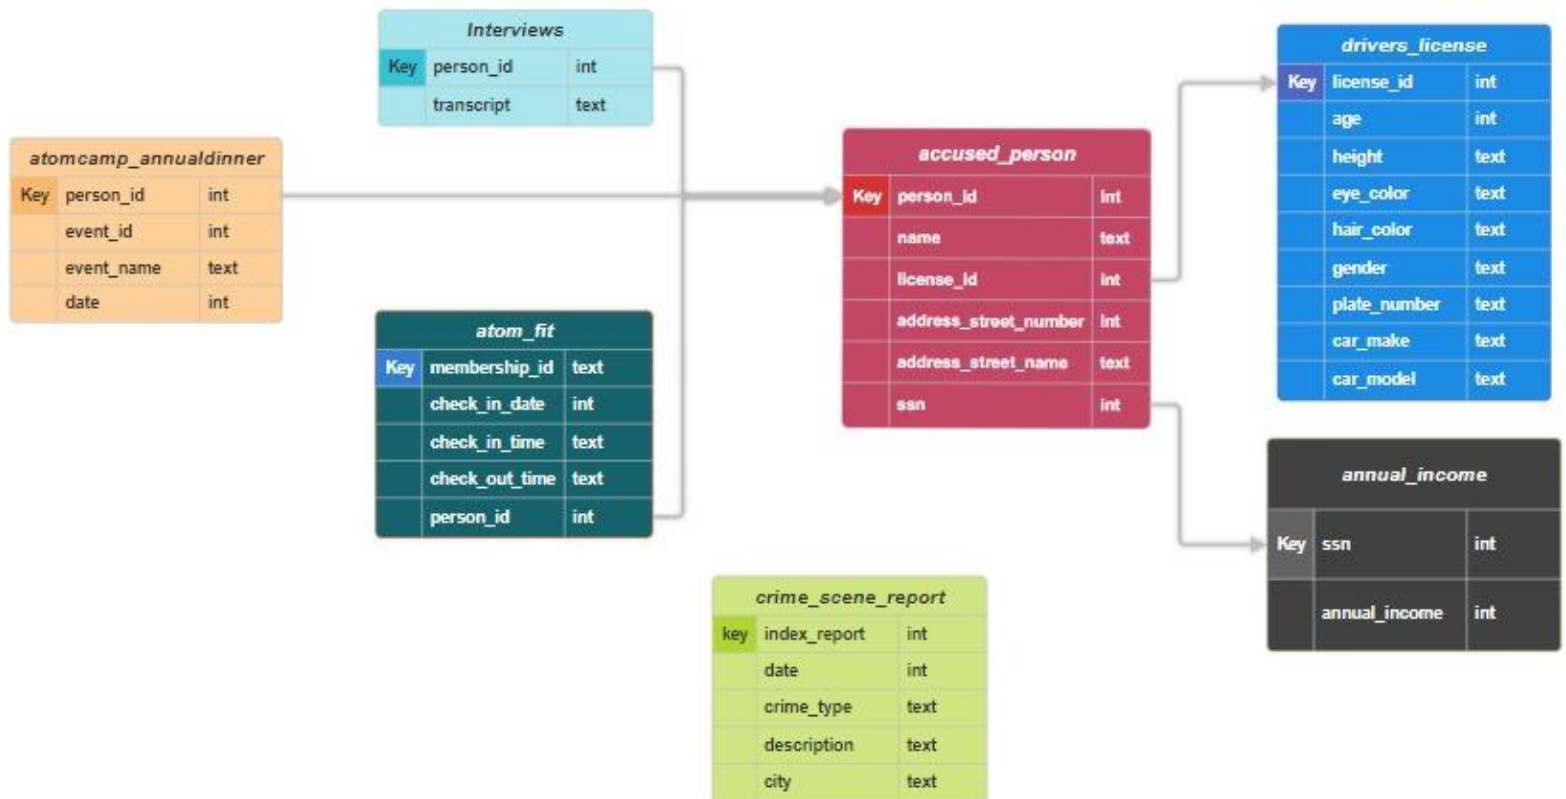 Interviews
Key person_id int
transcript text
atomcamp_annualdinner
Key person_id int
event_id int
event_name text
date int
atom_fit
Key membership_id text
check_in_date int
check_in_time text
check_out_time text
person_id int
accused_person
Key person_id int
name text
license_id int
address_street_number int
address_street_name text
ssn int
drivers_license
Key license_id int
age int
height text
eye_color text
hair_color text
gender text
plate_number text
car_make text
car_model text
annual_income
Key ssn int
annual_income int
crime_scene_report
key index_report int
date int
crime_type text
description text
city text